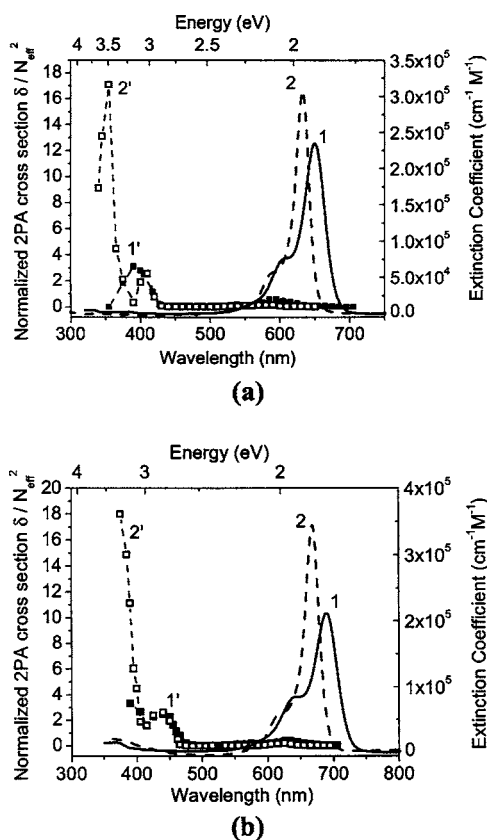 Energy (eV)
4 3.5 3 2.5 2
Normalized 2PA cross section δ / N_eff^2
18
16
14
12
10
8
6
4
2
0
2'
1'
2
1
3.5x10^5
3.0x10^5
2.5x10^5
2.0x10^5
1.5x10^5
1.0x10^5
5.0x10^4
0.0
Extinction Coefficient (cm^-1 M^-1)
300 400 500 600 700
Wavelength (nm)
(a)
Energy (eV)
4 3 2
Normalized 2PA cross section δ / N_eff^2
20
18
16
14
12
10
8
6
4
2
0
2'
1'
2
1
4x10^5
3x10^5
2x10^5
1x10^5
0
Extinction Coefficient (cm^-1M^-1)
300 400 500 600 700 800
Wavelength (nm)
(b)